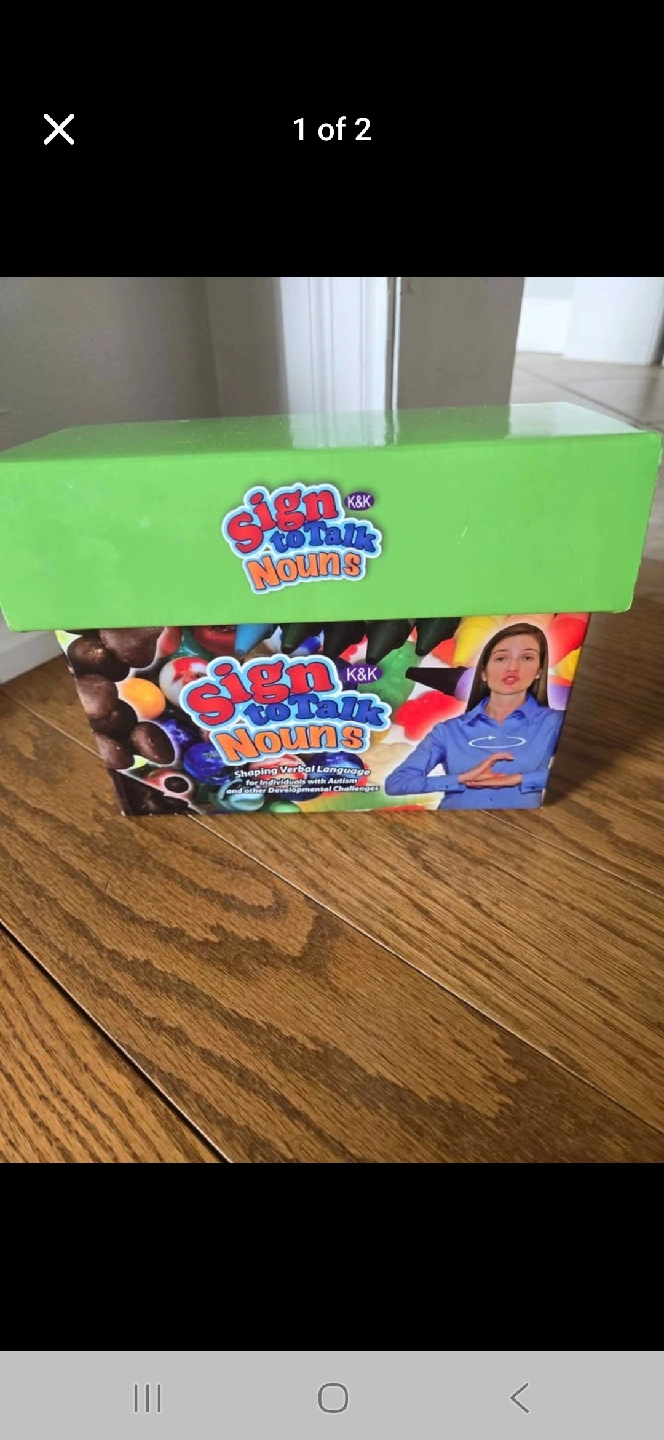 1 of 2
Sign K&K
to Talk
Nouns
Sign K&K
to Talk
Nouns
Shaping Verbal Language
for Individuals with Autism
and other Developmental Challenges